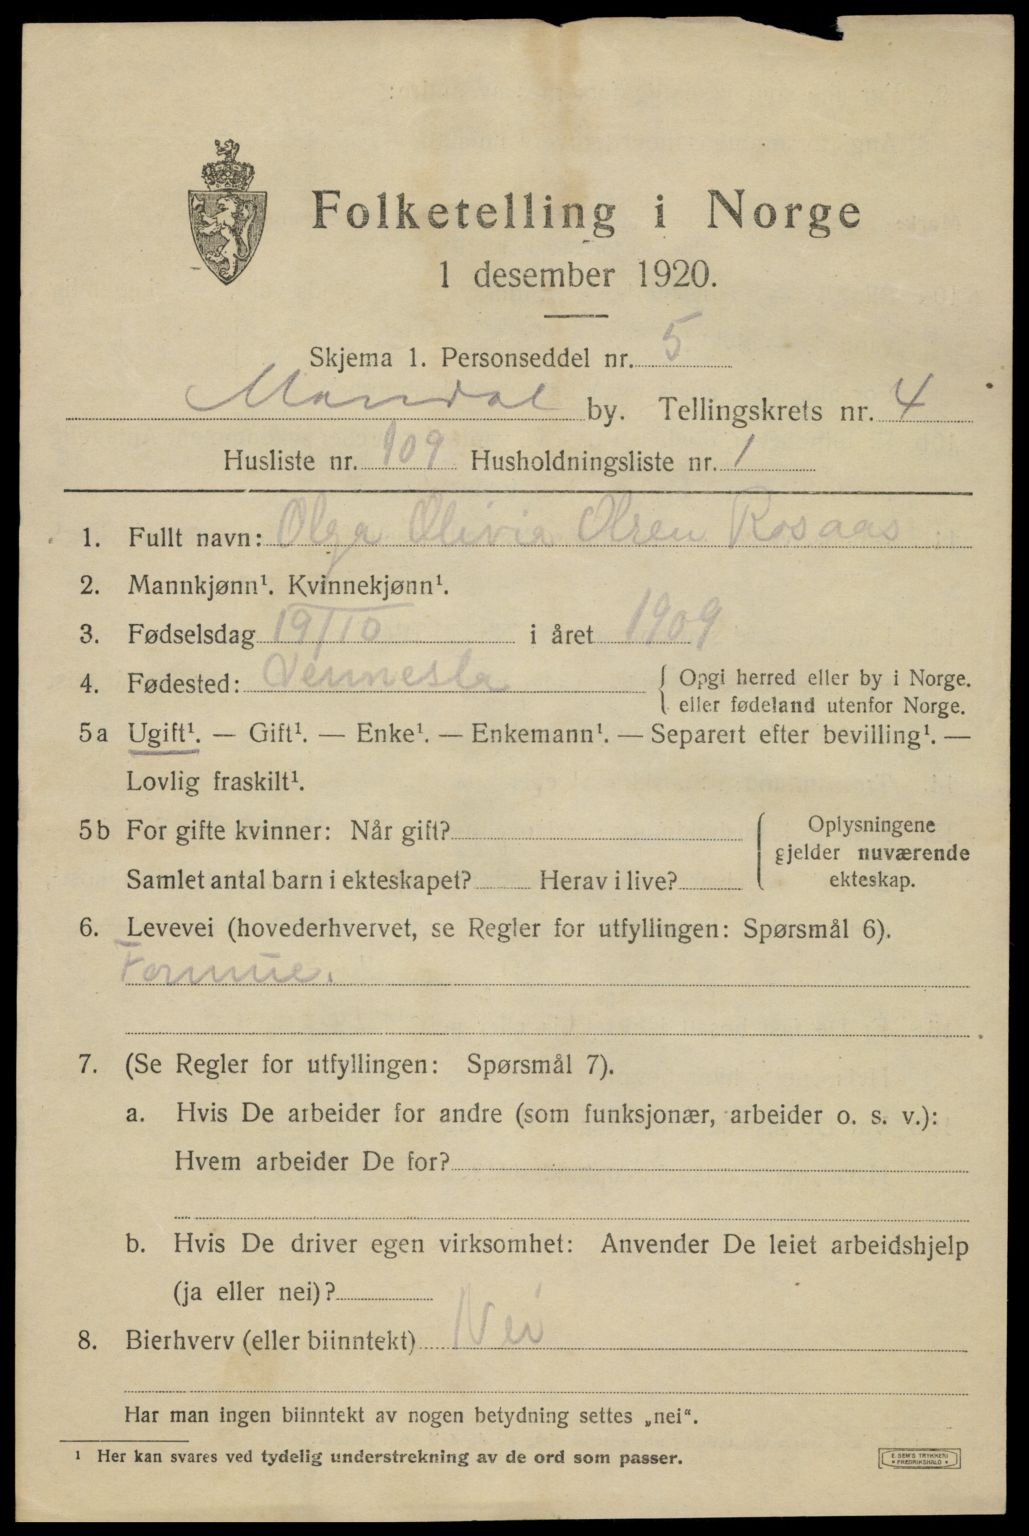 Folketelling i Norge
1 desember 1920.
Skjema 1. Personseddel nr. 5
Mandal by. Tellingskrets nr. 4
Husliste nr. 109 Husholdningsliste nr. 1
1. Fullt navn: Olga Olivia Olsen Rosaas
2. Mannkjønn¹. Kvinnekjønn¹.
3. Fødselsdag 19/10 i året 1909
4. Fødested: Vennesla { Opgi herred eller by i Norge.
eller fødeland utenfor Norge.
5a Ugift¹. — Gift¹. — Enke¹. — Enkemann¹. — Separert efter bevilling¹. —
Lovlig fraskilt¹.
5b For gifte kvinner: Når gift? { Oplysningene
gjelder nuværende
Samlet antal barn i ekteskapet? Herav i live? ekteskap.
6. Levevei (hovederhvervet, se Regler for utfyllingen: Spørsmål 6).
Formue.
7. (Se Regler for utfyllingen: Spørsmål 7).
a. Hvis De arbeider for andre (som funksjonær, arbeider o. s. v.):
Hvem arbeider De for?
b. Hvis De driver egen virksomhet: Anvender De leiet arbeidshjelp
(ja eller nei)?
8. Bierhverv (eller biinntekt) Nei
Har man ingen biinntekt av nogen betydning settes „nei".
¹ Her kan svares ved tydelig understrekning av de ord som passer.
E. SEM'S TRYKKERI
* FREDRIKSHALD *